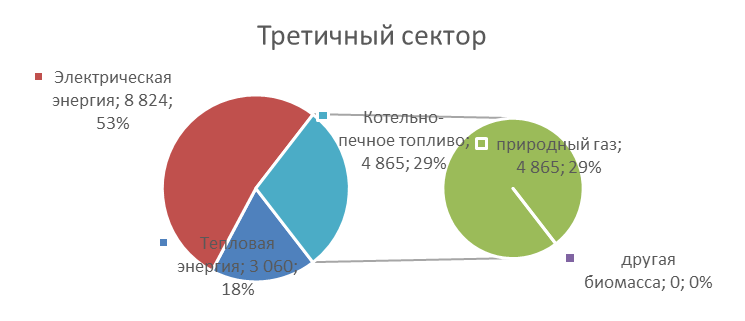 Третичный сектор
Электрическая
энергия; 8 824;
53%
Котельно-
печное топливо;
4 865; 29%
природный газ;
4 865; 29%
Тепловая
энергия; 3 060;
18%
другая
биомасса; 0; 0%